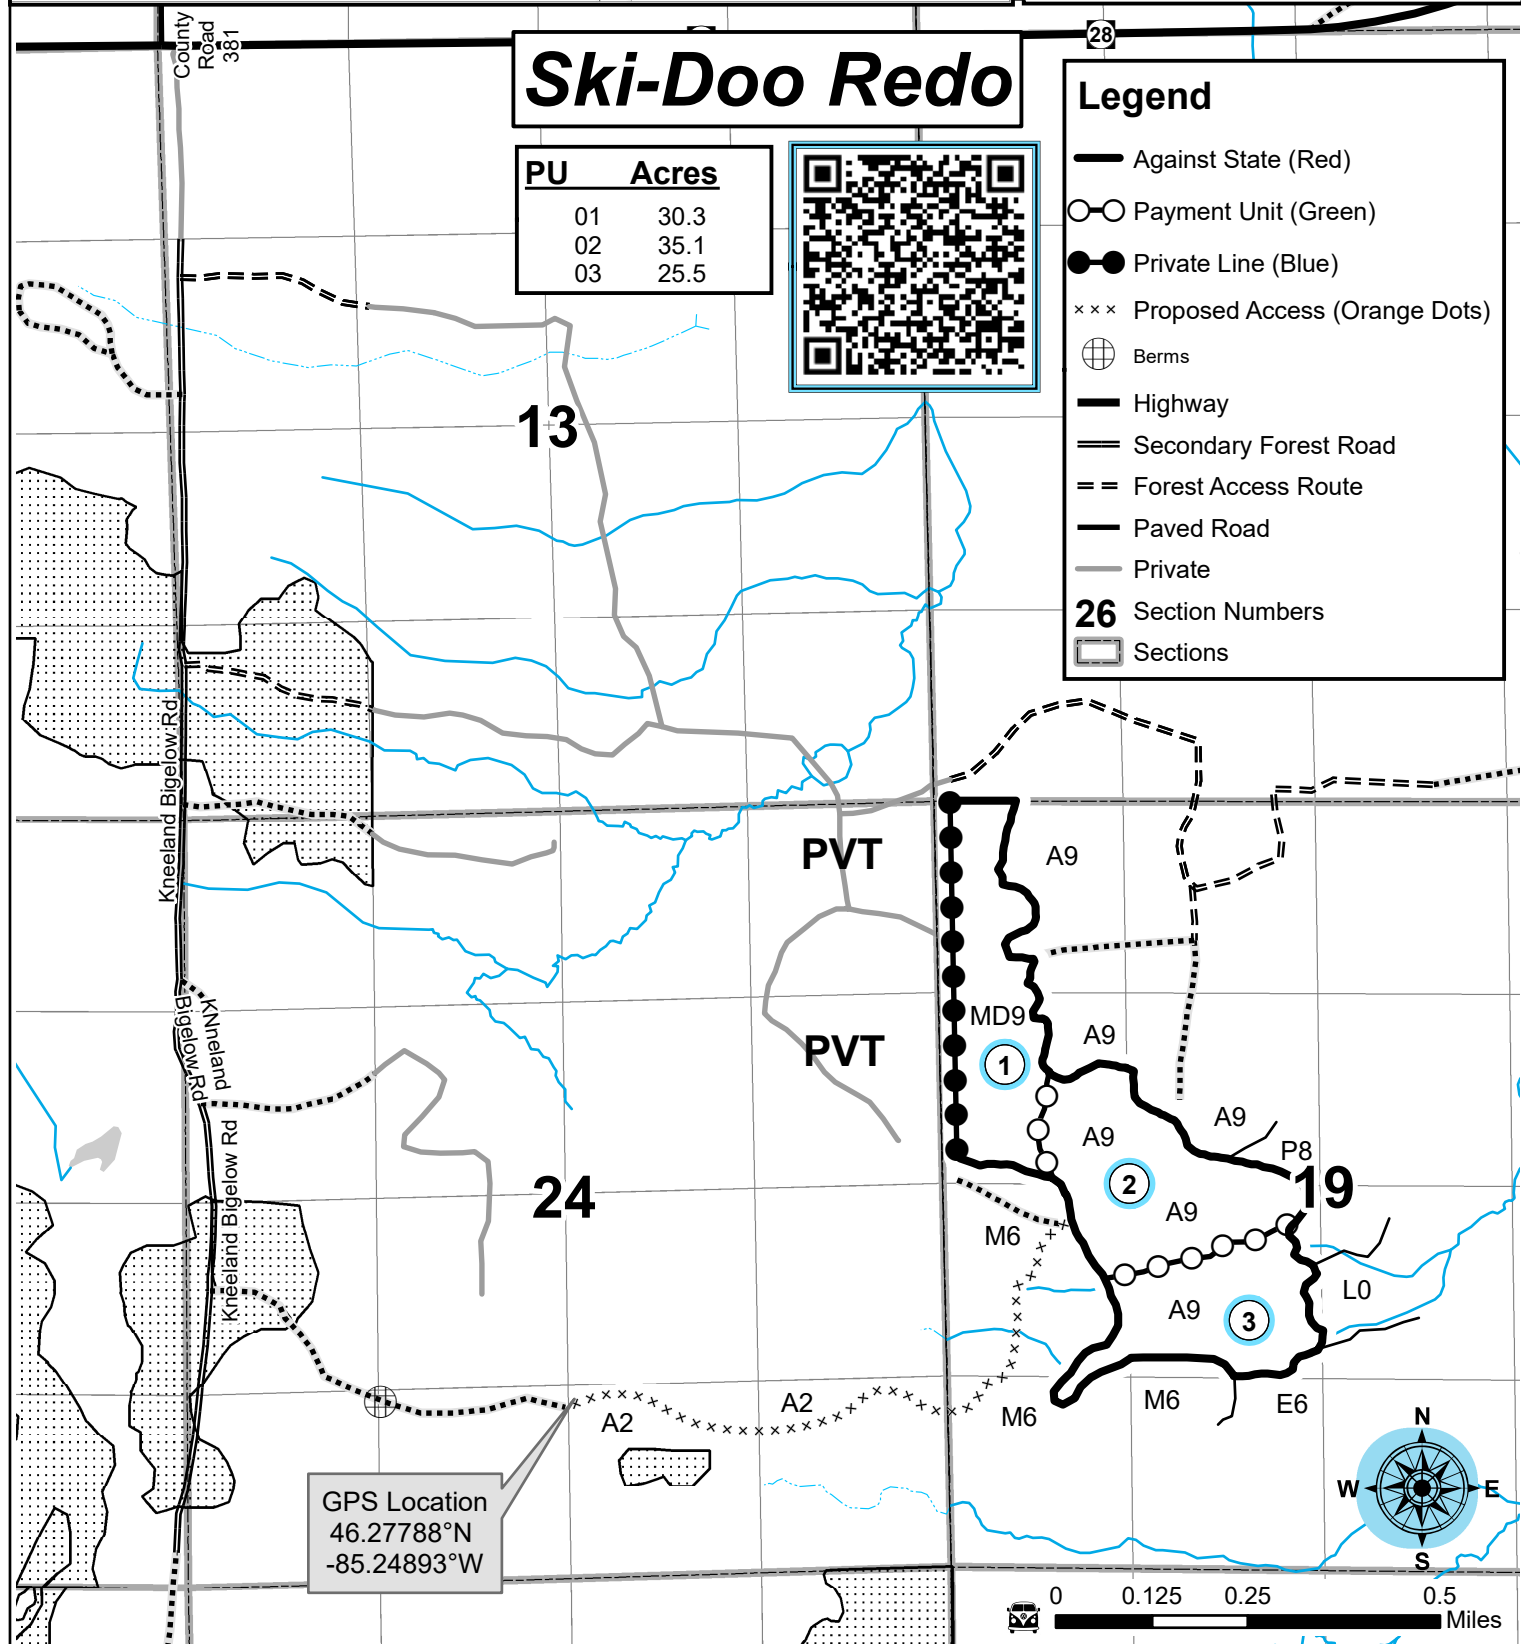 County
Road
381
28
Ski-Doo Redo
PU Acres
01 30.3
02 35.1
03 25.5
Legend
Against State (Red)
Payment Unit (Green)
Private Line (Blue)
××× Proposed Access (Orange Dots)
Berms
Highway
Secondary Forest Road
Forest Access Route
Paved Road
Private
26 Section Numbers
Sections
13
Kneeland Bigelow Rd
PVT
A9
KNneland
Bigelow Rd
MD9
A9
PVT
1
A9
A9
P8
Kneeland Bigelow Rd
24
2
19
A9
M6
L0
A9
3
A2
A2
M6
M6
E6
GPS Location
46.27788°N
-85.24893°W
N
W E
S
0 0.125 0.25 0.5
Miles